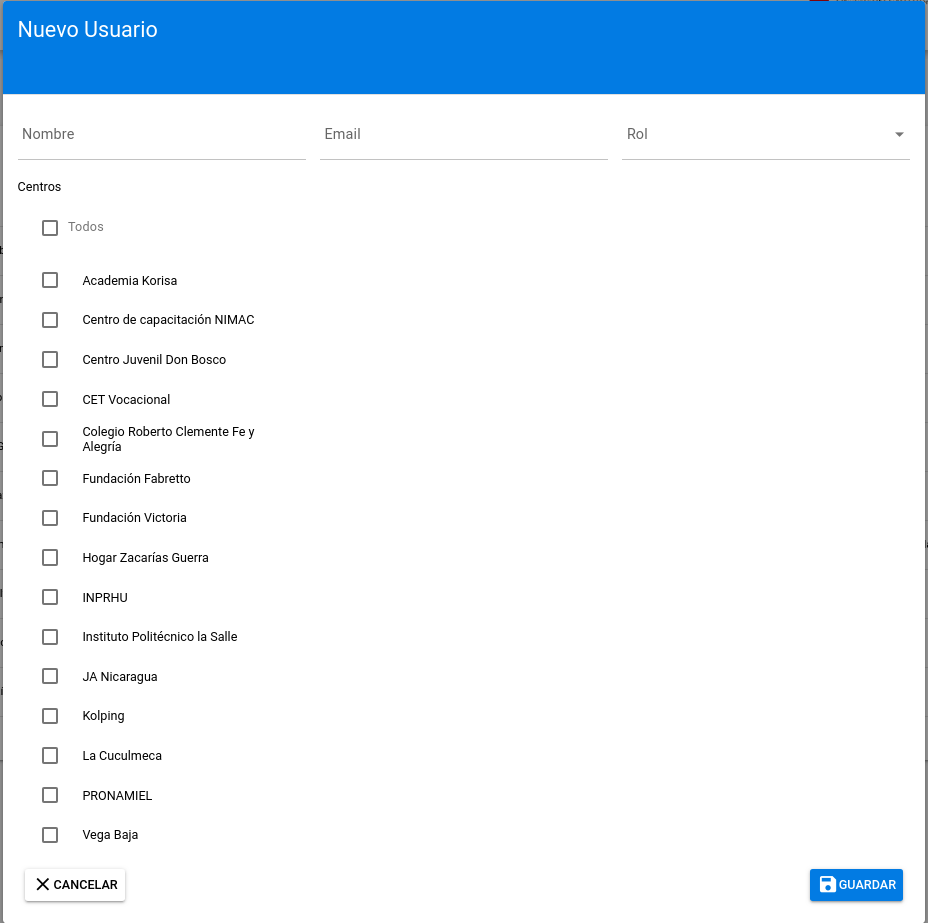 Nuevo Usuario
Nombre
Email
Rol
Centros
Todos
Academia Korisa
Centro de capacitación NIMAC
Centro Juvenil Don Bosco
CET Vocacional
Colegio Roberto Clemente Fe y
Alegría
Fundación Fabretto
Fundación Victoria
Hogar Zacarías Guerra
INPRHU
Instituto Politécnico la Salle
JA Nicaragua
Kolping
La Cuculmeca
PRONAMIEL
Vega Baja
CANCELAR
GUARDAR